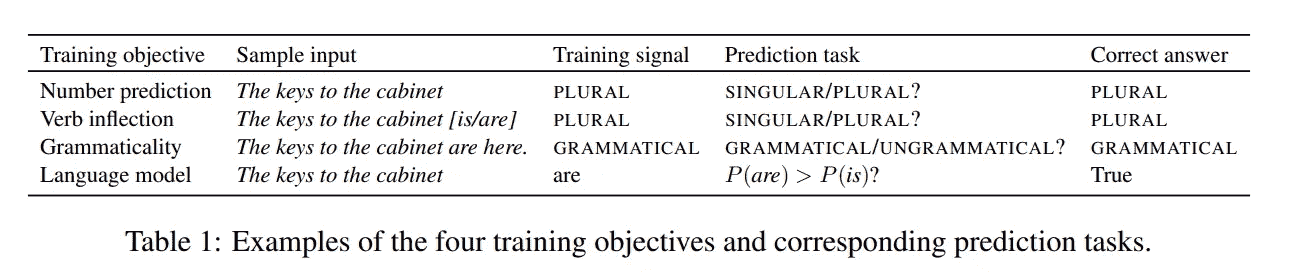 Training objective Sample input Training signal Prediction task Correct answer
Number prediction The keys to the cabinet PLURAL SINGULAR/PLURAL? PLURAL
Verb inflection The keys to the cabinet [is/are] PLURAL SINGULAR/PLURAL? PLURAL
Grammaticality The keys to the cabinet are here. GRAMMATICAL GRAMMATICAL/UNGRAMMATICAL? GRAMMATICAL
Language model The keys to the cabinet are P(are) > P(is)? True
Table 1: Examples of the four training objectives and corresponding prediction tasks.